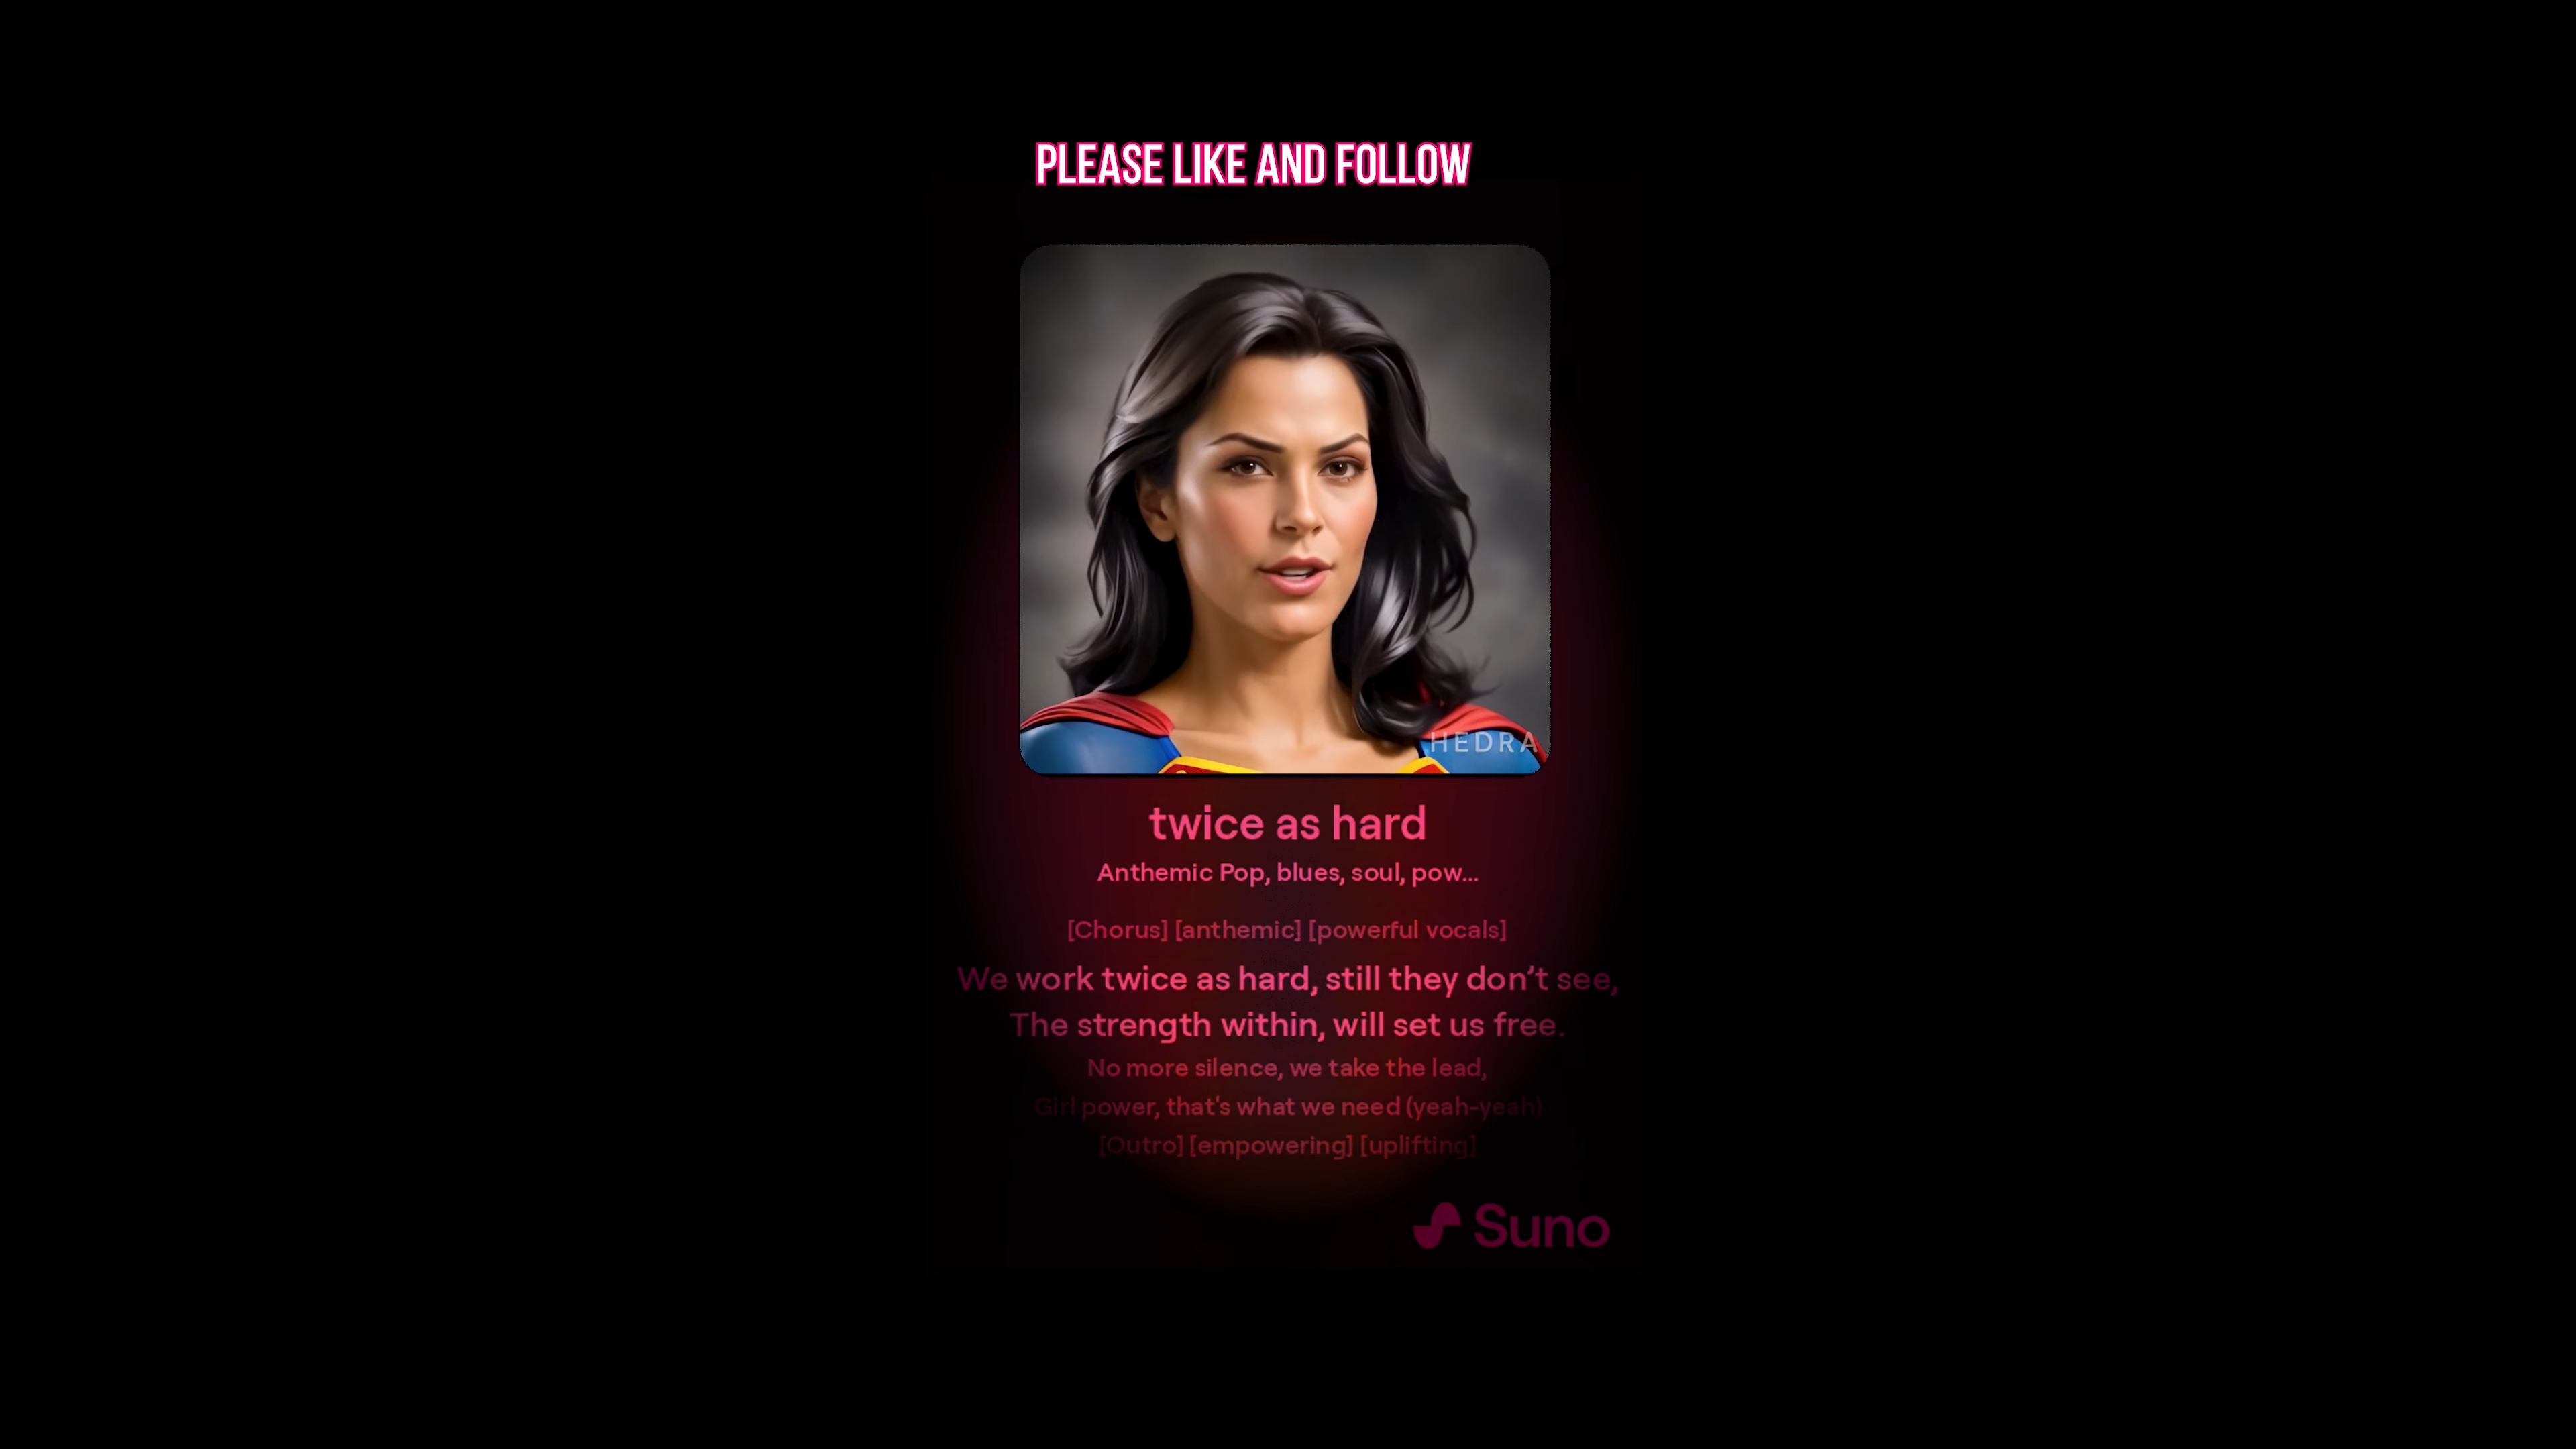 PLEASE LIKE AND FOLLOW
HEDRA
twice as hard
Anthemic Pop, blues, soul, pow...
[Chorus] [anthemic] [powerful vocals]
We work twice as hard, still they don’t see,
The strength within, will set us free.
No more silence, we take the lead,
Girl power, that's what we need (yeah-yeah)
[Outro] [empowering] [uplifting]
Suno